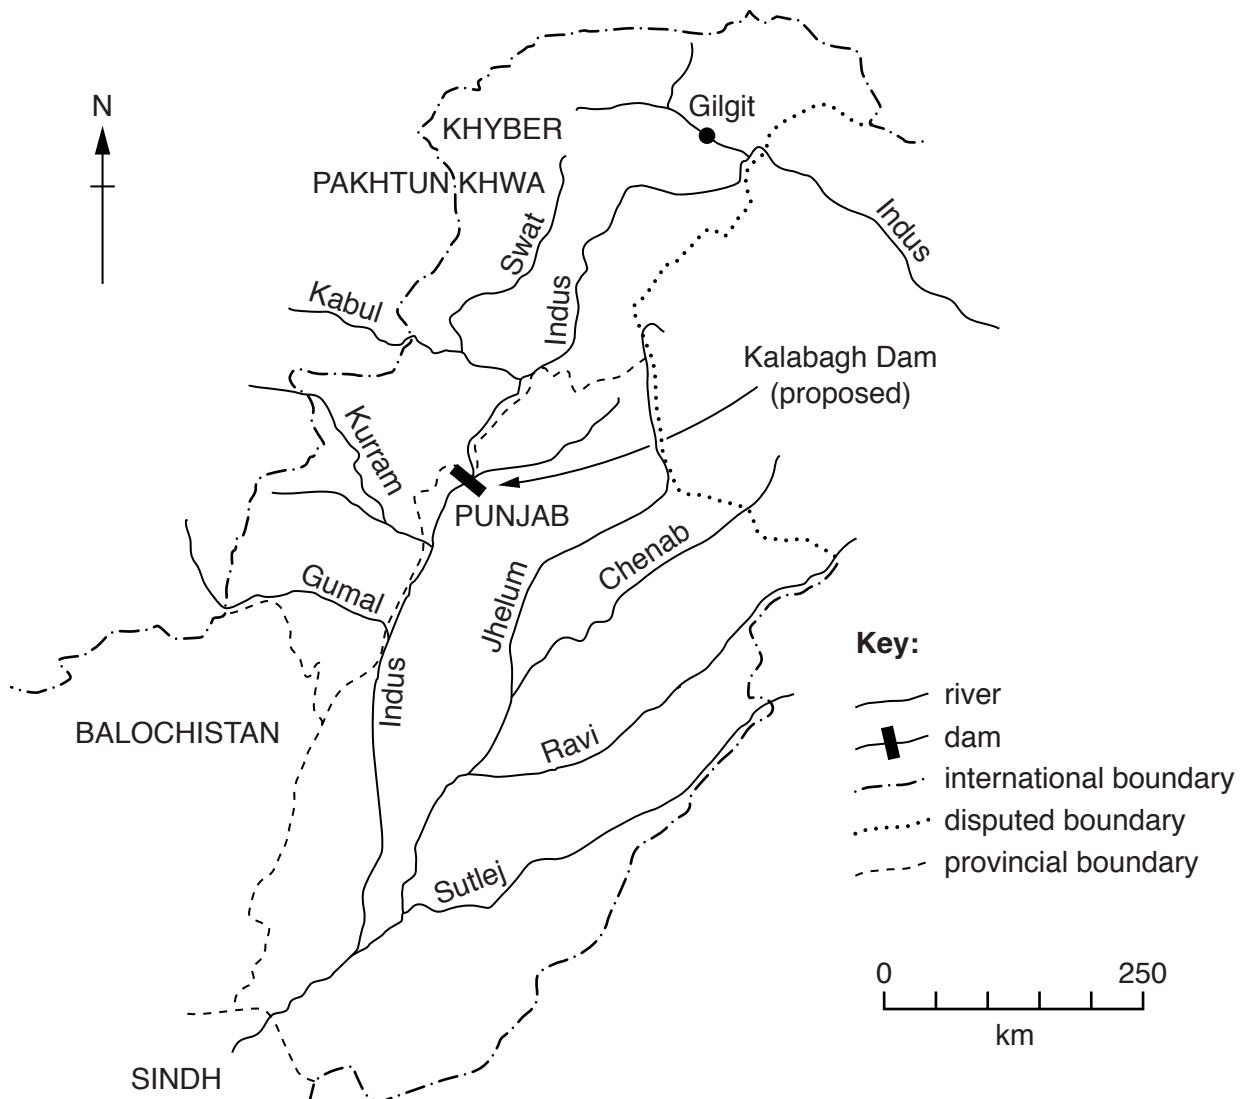 N
Gilgit
KHYBER
PAKHTUN KHWA
Swat
Indus
Indus
Kabul
Kalabagh Dam
(proposed)
Kurram
PUNJAB
Chenab
Gumal
Jhelum
Indus
BALOCHISTAN
Ravi
Sutlej
SINDH
Key:
river
dam
international boundary
disputed boundary
provincial boundary
0 250
km